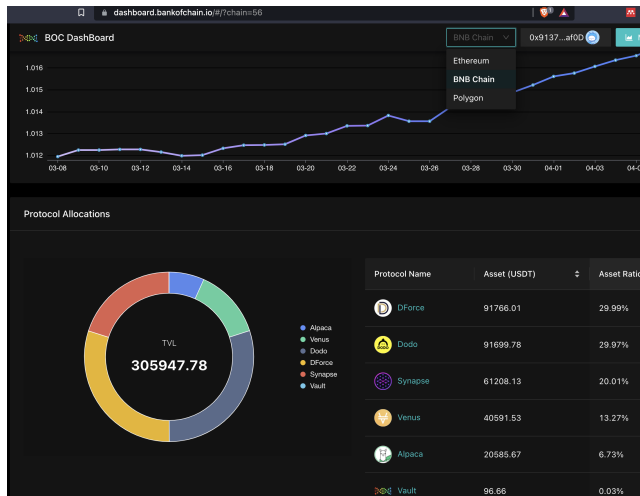 dashboard.bankofchain.io/#/?chain=56
BOC DashBoard
BNB Chain
0x9137...af0D
Ethereum
BNB Chain
Polygon
1.016
1.015
1.014
1.013
1.012
03-08 03-10 03-12 03-14 03-16 03-18 03-20 03-22 03-24 03-26 03-28 03-30 04-01 04-03 04-0
Protocol Allocations
TVL
305947.78
Alpaca
Venus
Dodo
DForce
Synapse
Vault
Protocol Name Asset (USDT) Asset Ratio
DForce 91766.01 29.99%
Dodo 91699.78 29.97%
Synapse 61208.13 20.01%
Venus 40591.53 13.27%
Alpaca 20585.67 6.73%
Vault 96.66 0.03%